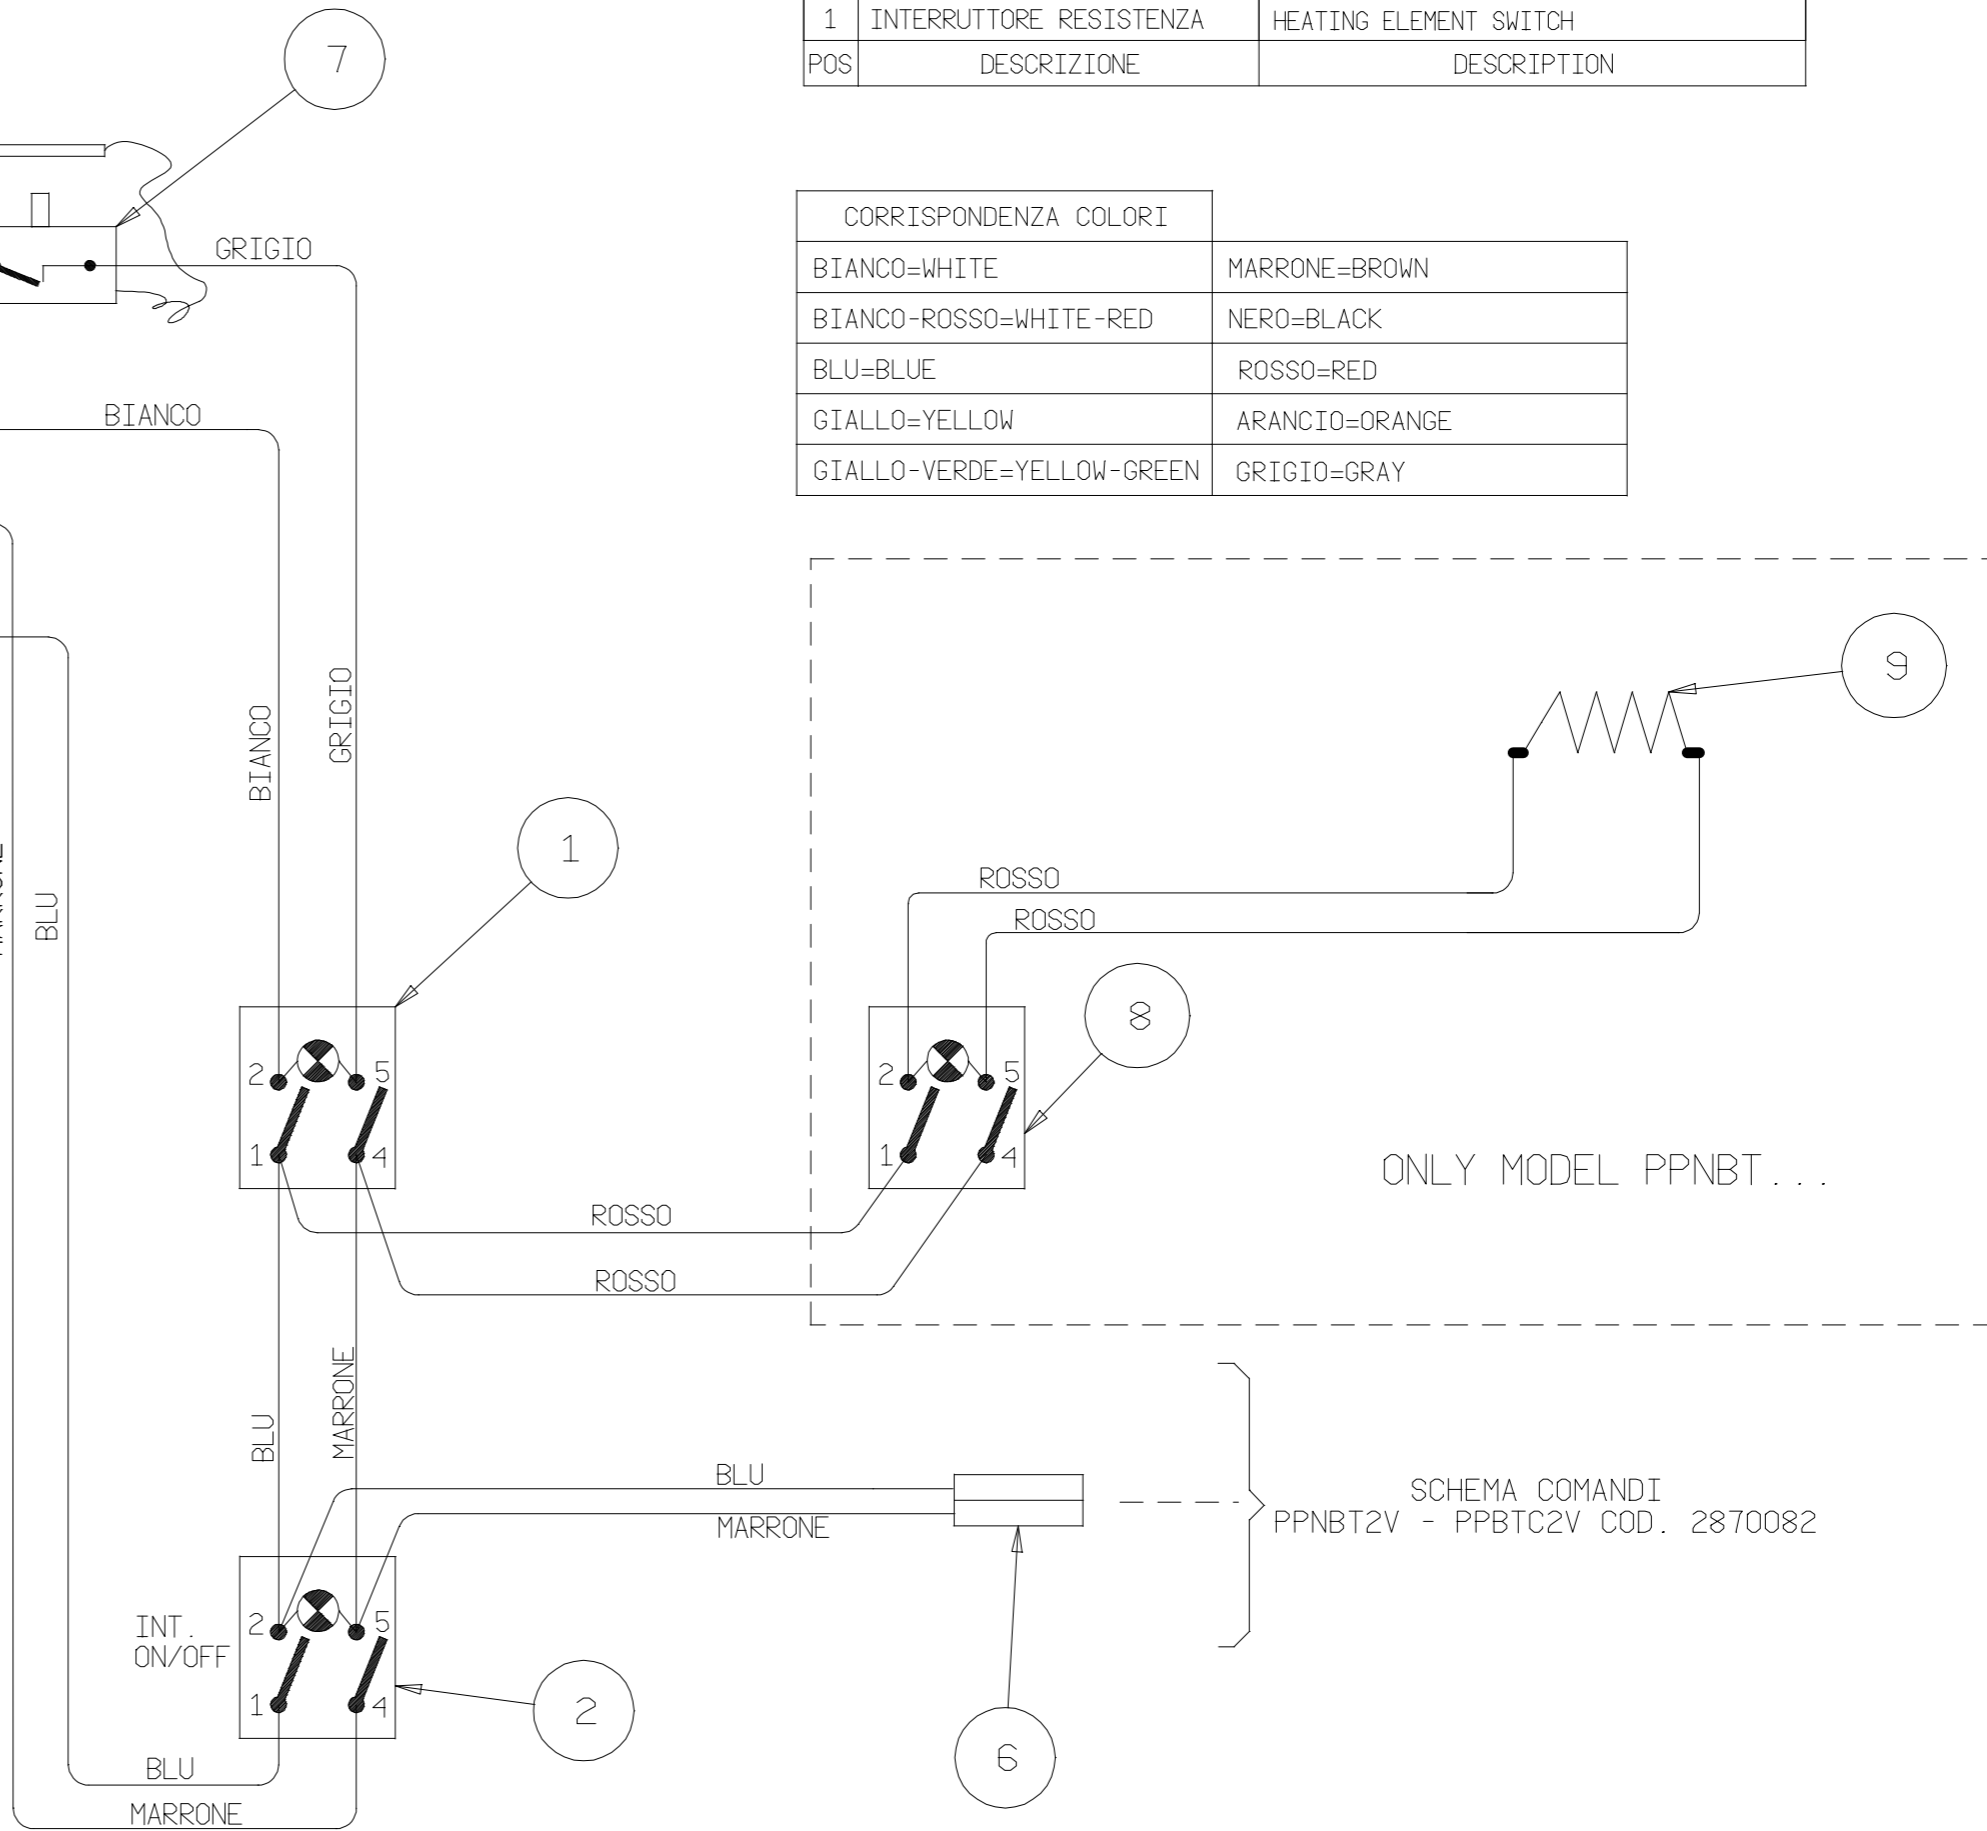 1 INTERRUTTORE RESISTENZA HEATING ELEMENT SWITCH
POS DESCRIZIONE DESCRIPTION
7
GRIGIO
CORRISPONDENZA COLORI
BIANCO=WHITE MARRONE=BROWN
BIANCO-ROSSO=WHITE-RED NERO=BLACK
BLU=BLUE ROSSO=RED
GIALLO=YELLOW ARANCIO=ORANGE
GIALLO-VERDE=YELLOW-GREEN GRIGIO=GRAY
BIANCO
BIANCO
GRIGIO
9
1
MARRONE
BLU
ROSSO
ROSSO
8
2 5
1 4
2 5
1 4
ONLY MODEL PPNBT...
ROSSO
ROSSO
BLU
MARRONE
BLU
MARRONE
SCHEMA COMANDI
PPNBT2V - PPBTC2V COD. 2870082
INT.
ON/OFF
2 5
1 4
2
6
BLU
MARRONE